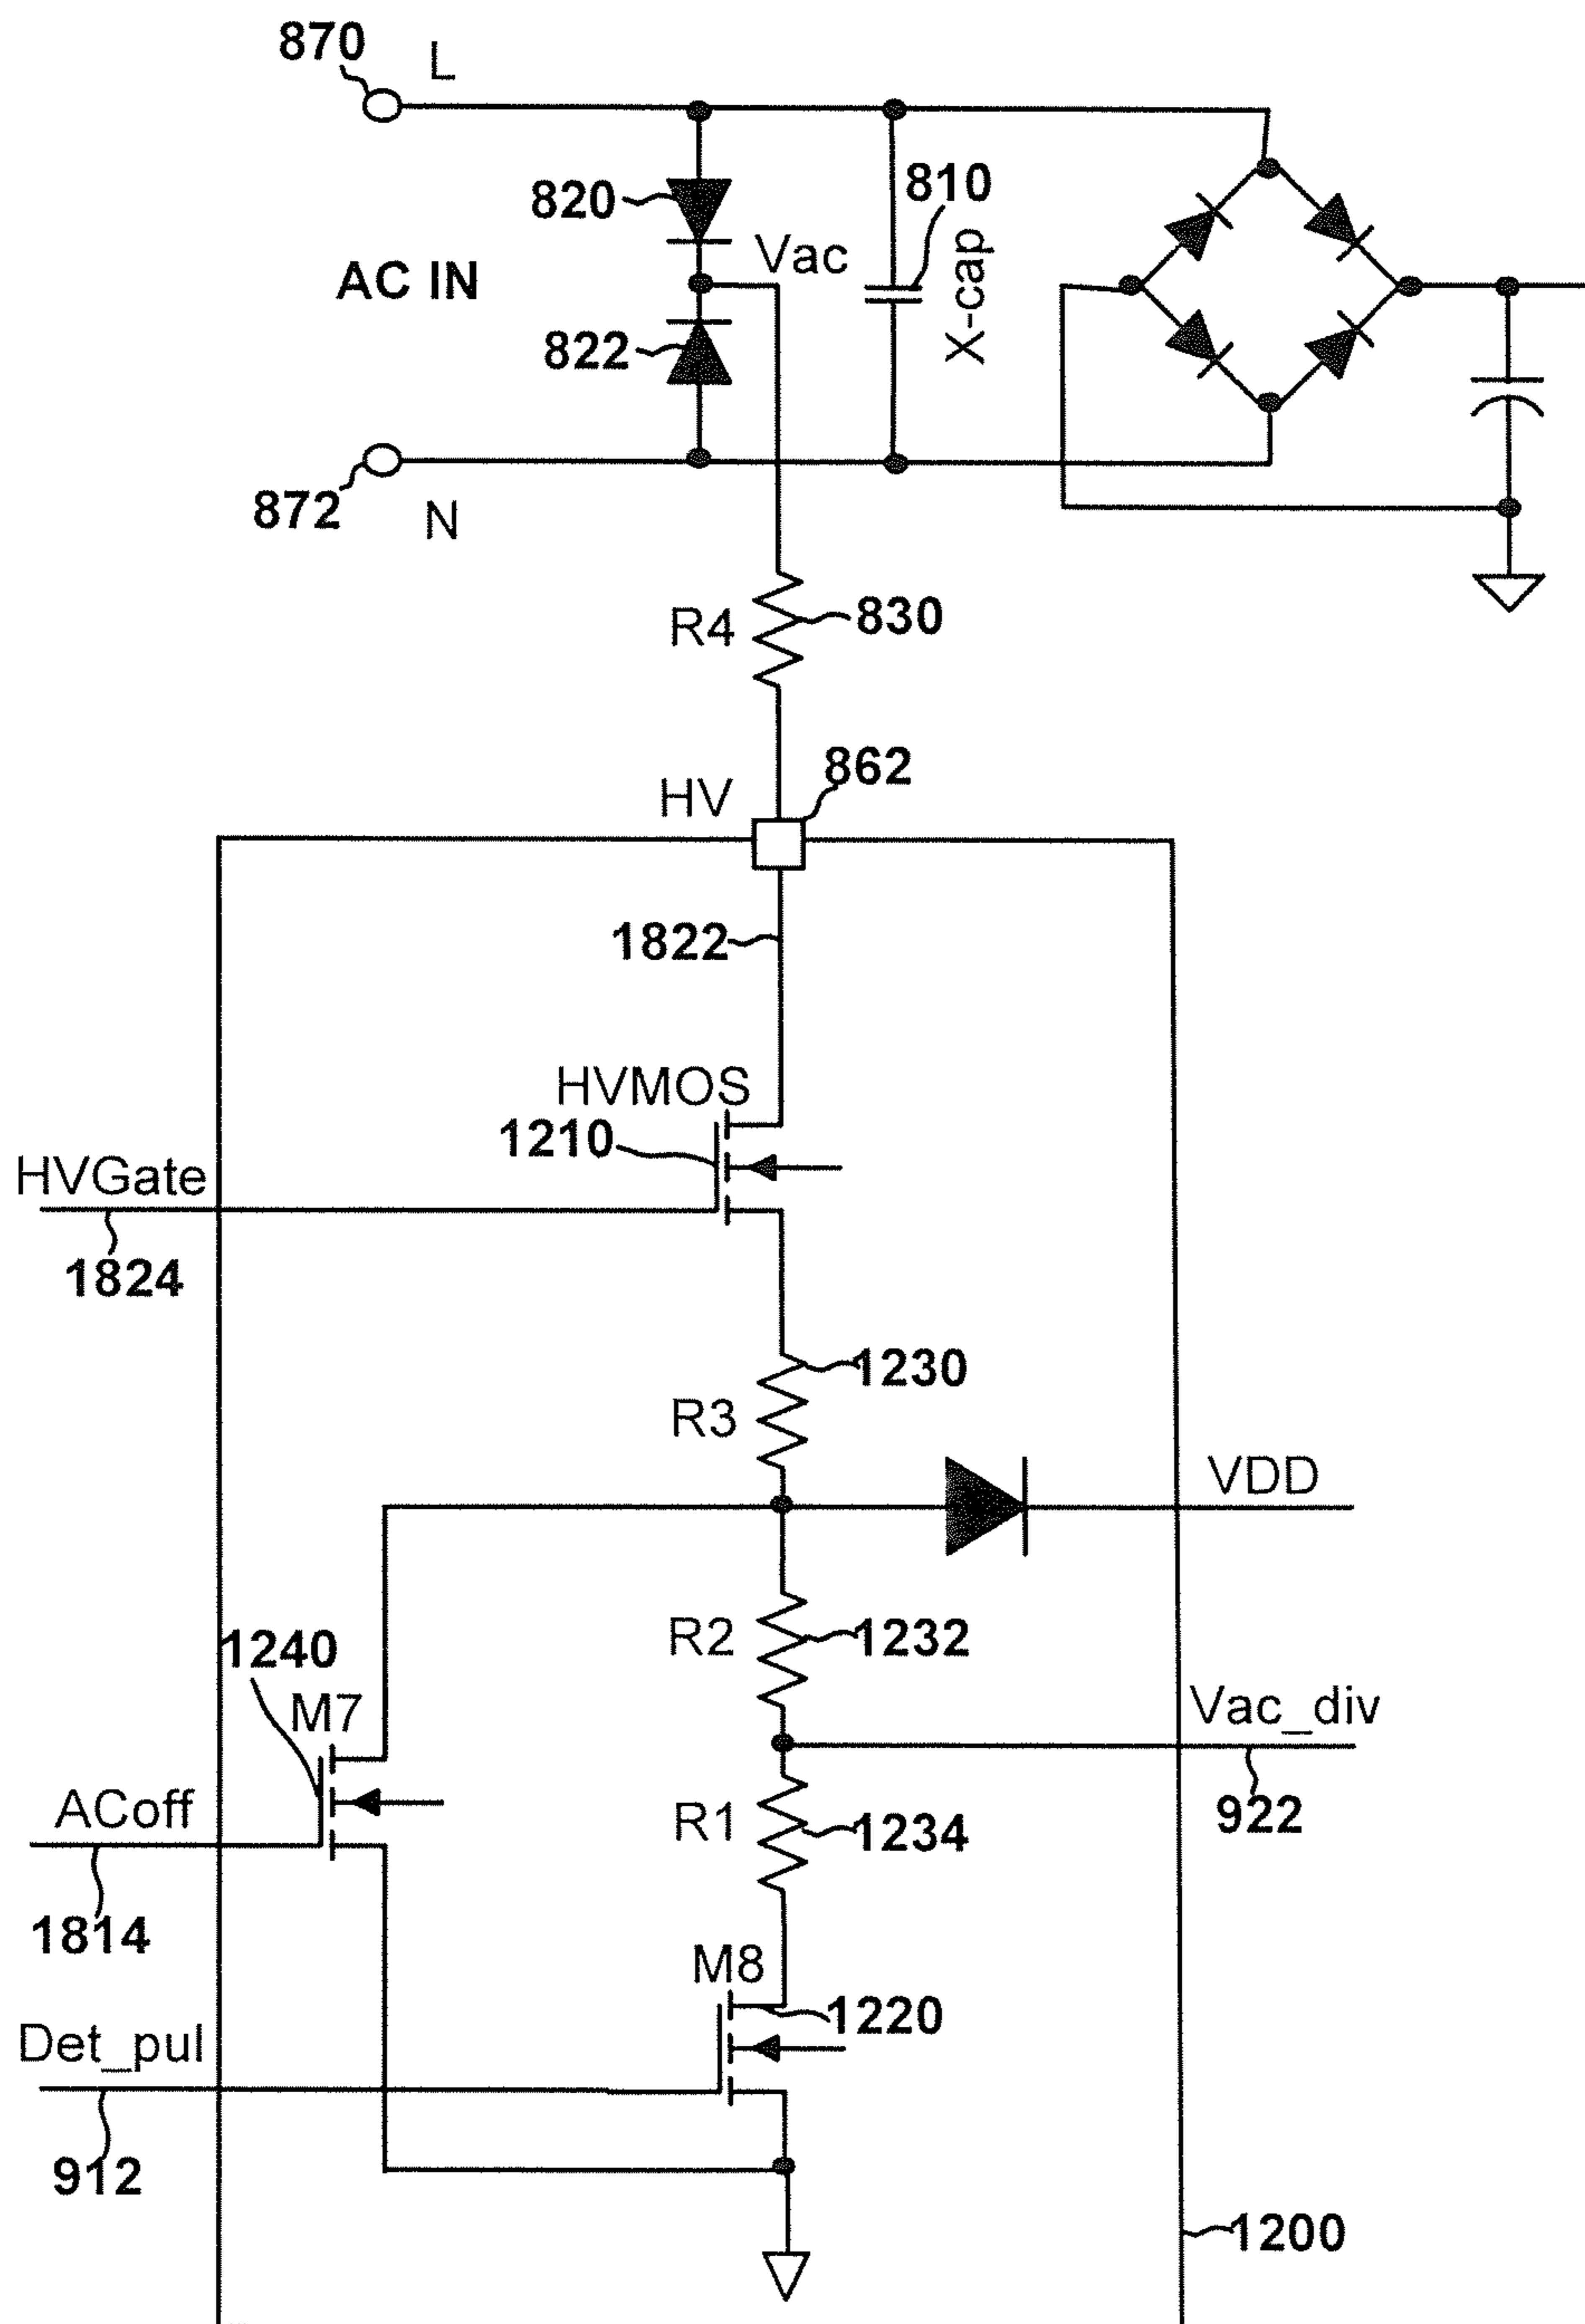 870
L
820
810
Vac
X-cap
AC IN
822
872
N
R4
830
862
HV
1822
HVMOS
1210
HVGate
1824
1230
R3
VDD
R2
1232
1240
M7
Vac_div
ACoff
R1
1234
922
1814
M8
1220
Det_pul
912
1200